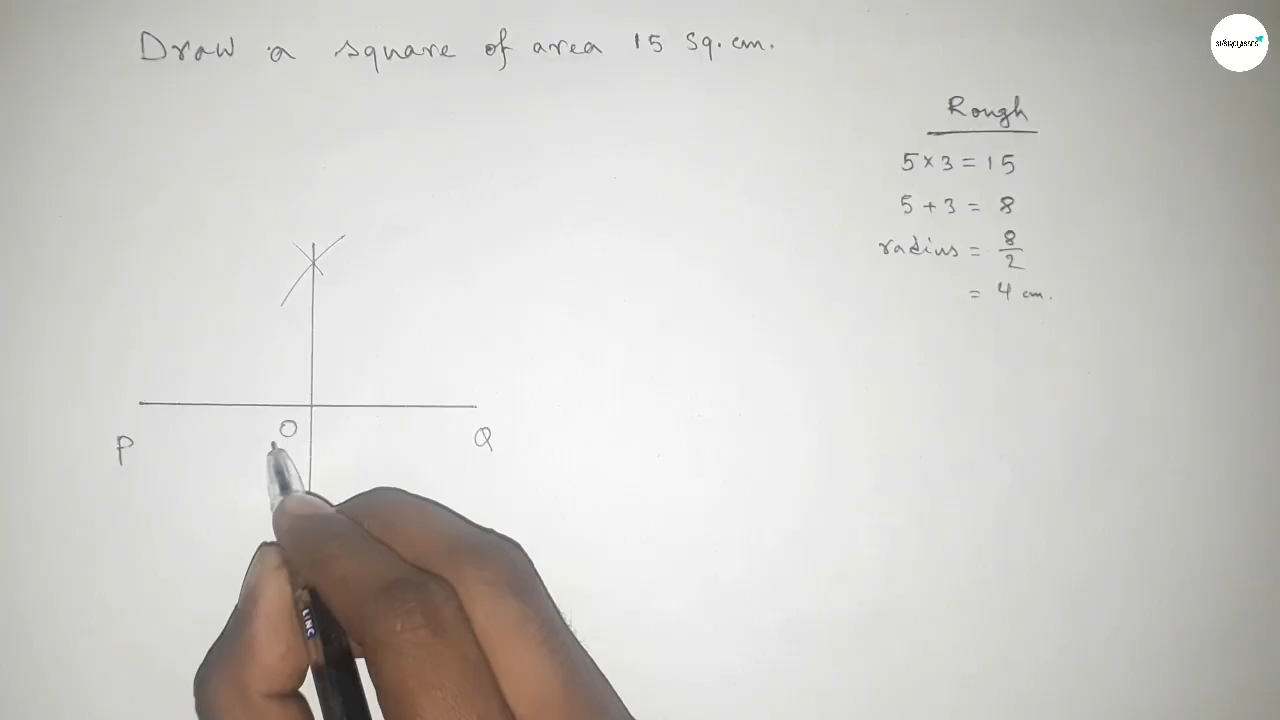 Draw a square of area 15 sq. cm.
Rough
5 × 3 = 15
5 + 3 = 8
radius = 8/2
= 4 cm.
O
P
Q
LINC